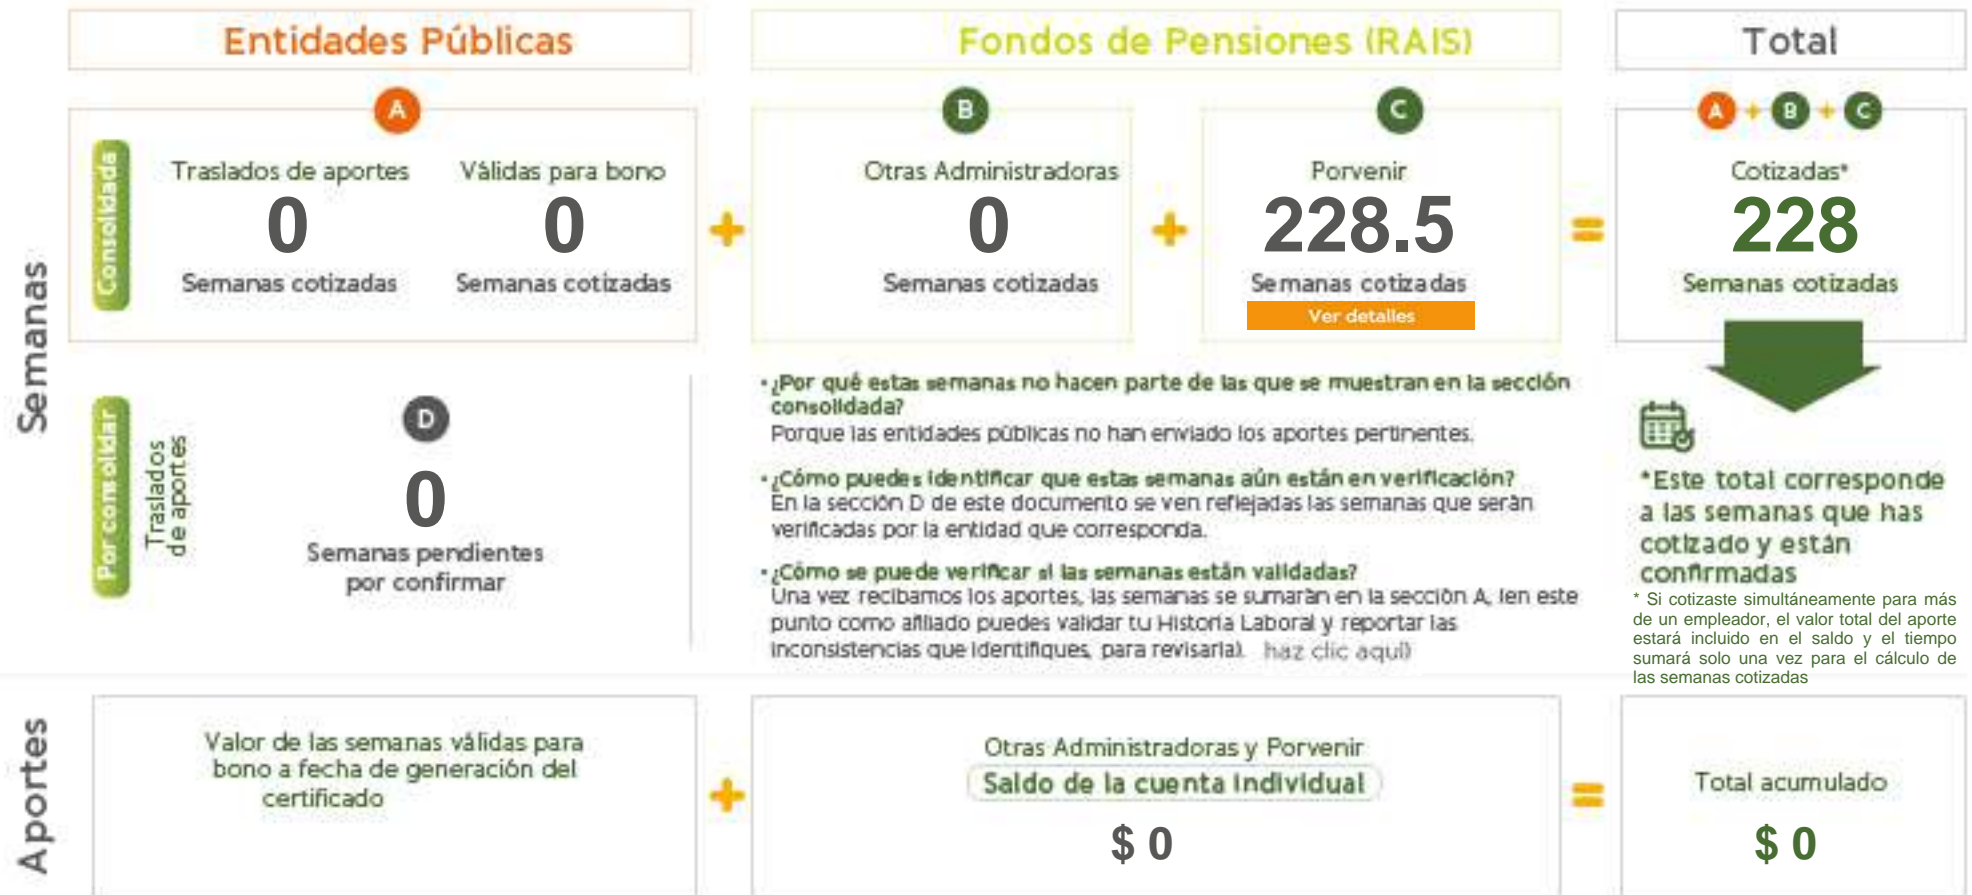 Entidades Públicas
Fondos de Pensiones (RAIS)
Total
A
B
C
A + B + C
Semanas
Consolidada
Traslados de aportes
0
Semanas cotizadas
Válidas para bono
0
Semanas cotizadas
+
Otras Administradoras
0
Semanas cotizadas
+
Porvenir
228.5
Semanas cotizadas
Ver detalles
=
Cotizadas*
228
Semanas cotizadas
Por consolidar
Traslados
de aportes
D
0
Semanas pendientes
por confirmar
• ¿Por qué estas semanas no hacen parte de las que se muestran en la sección
consolidada?
Porque las entidades públicas no han enviado los aportes pertinentes.
• ¿Cómo puedes identificar que estas semanas aún están en verificación?
En la sección D de este documento se ven reflejadas las semanas que serán
verificadas por la entidad que corresponda.
• ¿Cómo se puede verificar si las semanas están validadas?
Una vez recibamos los aportes, las semanas se sumarán en la sección A, (en este
punto como afiliado puedes validar tu Historia Laboral y reportar las
inconsistencias que identifiques, para revisarla). haz clic aquí)
*Este total corresponde
a las semanas que has
cotizado y están
confirmadas
* Si cotizaste simultáneamente para más
de un empleador, el valor total del aporte
estará incluido en el saldo y el tiempo
sumará solo una vez para el cálculo de
las semanas cotizadas
Aportes
Valor de las semanas válidas para
bono a fecha de generación del
certificado
+
Otras Administradoras y Porvenir
Saldo de la cuenta individual
$ 0
=
Total acumulado
$ 0